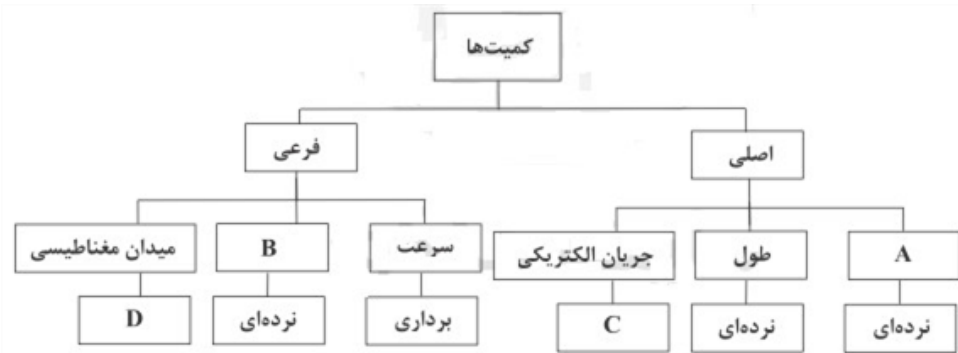 کمیت‌ها
اصلی
فرعی
A
طول
جریان الکتریکی
سرعت
B
میدان مغناطیسی
نرده‌ای
نرده‌ای
C
برداری
نرده‌ای
D